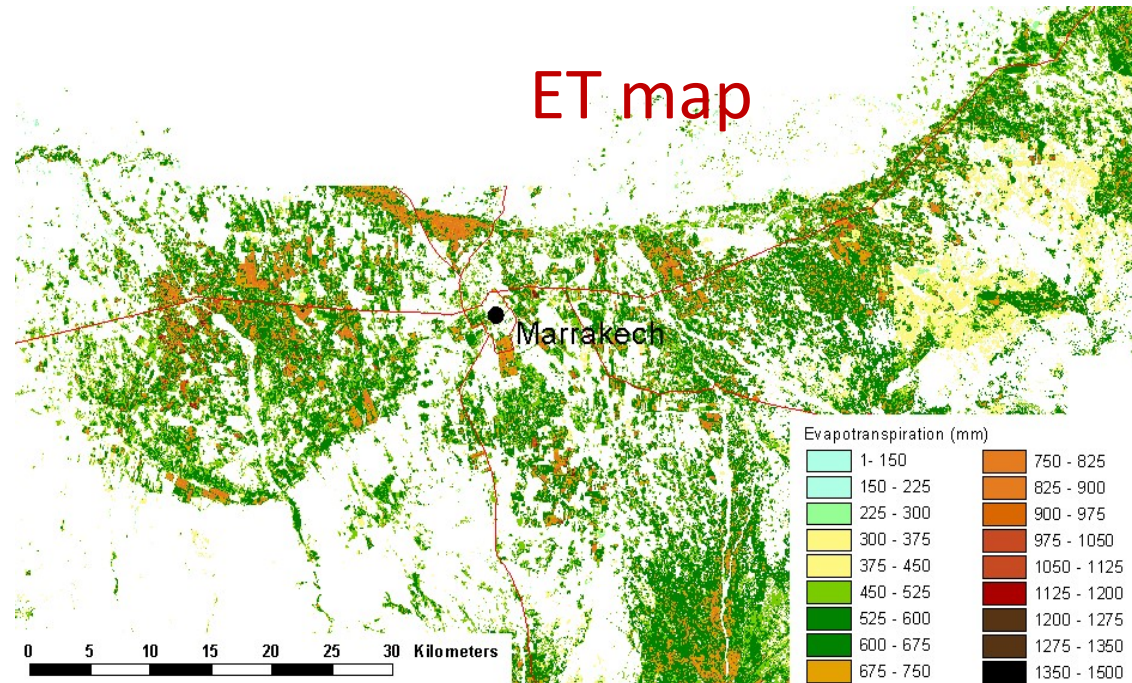 ET map
Marrakech
Evapotranspiration (mm)
1- 150
150 - 225
225 - 300
300 - 375
375 - 450
450 - 525
525 - 600
600 - 675
675 - 750
750 - 825
825 - 900
900 - 975
975 - 1050
1050 - 1125
1125 - 1200
1200 - 1275
1275 - 1350
1350 - 1500
0 5 10 15 20 25 30 Kilometers